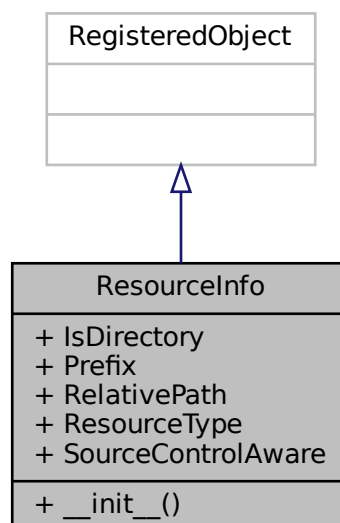 RegisteredObject
ResourceInfo
+ IsDirectory
+ Prefix
+ RelativePath
+ ResourceType
+ SourceControlAware
+ __init__()